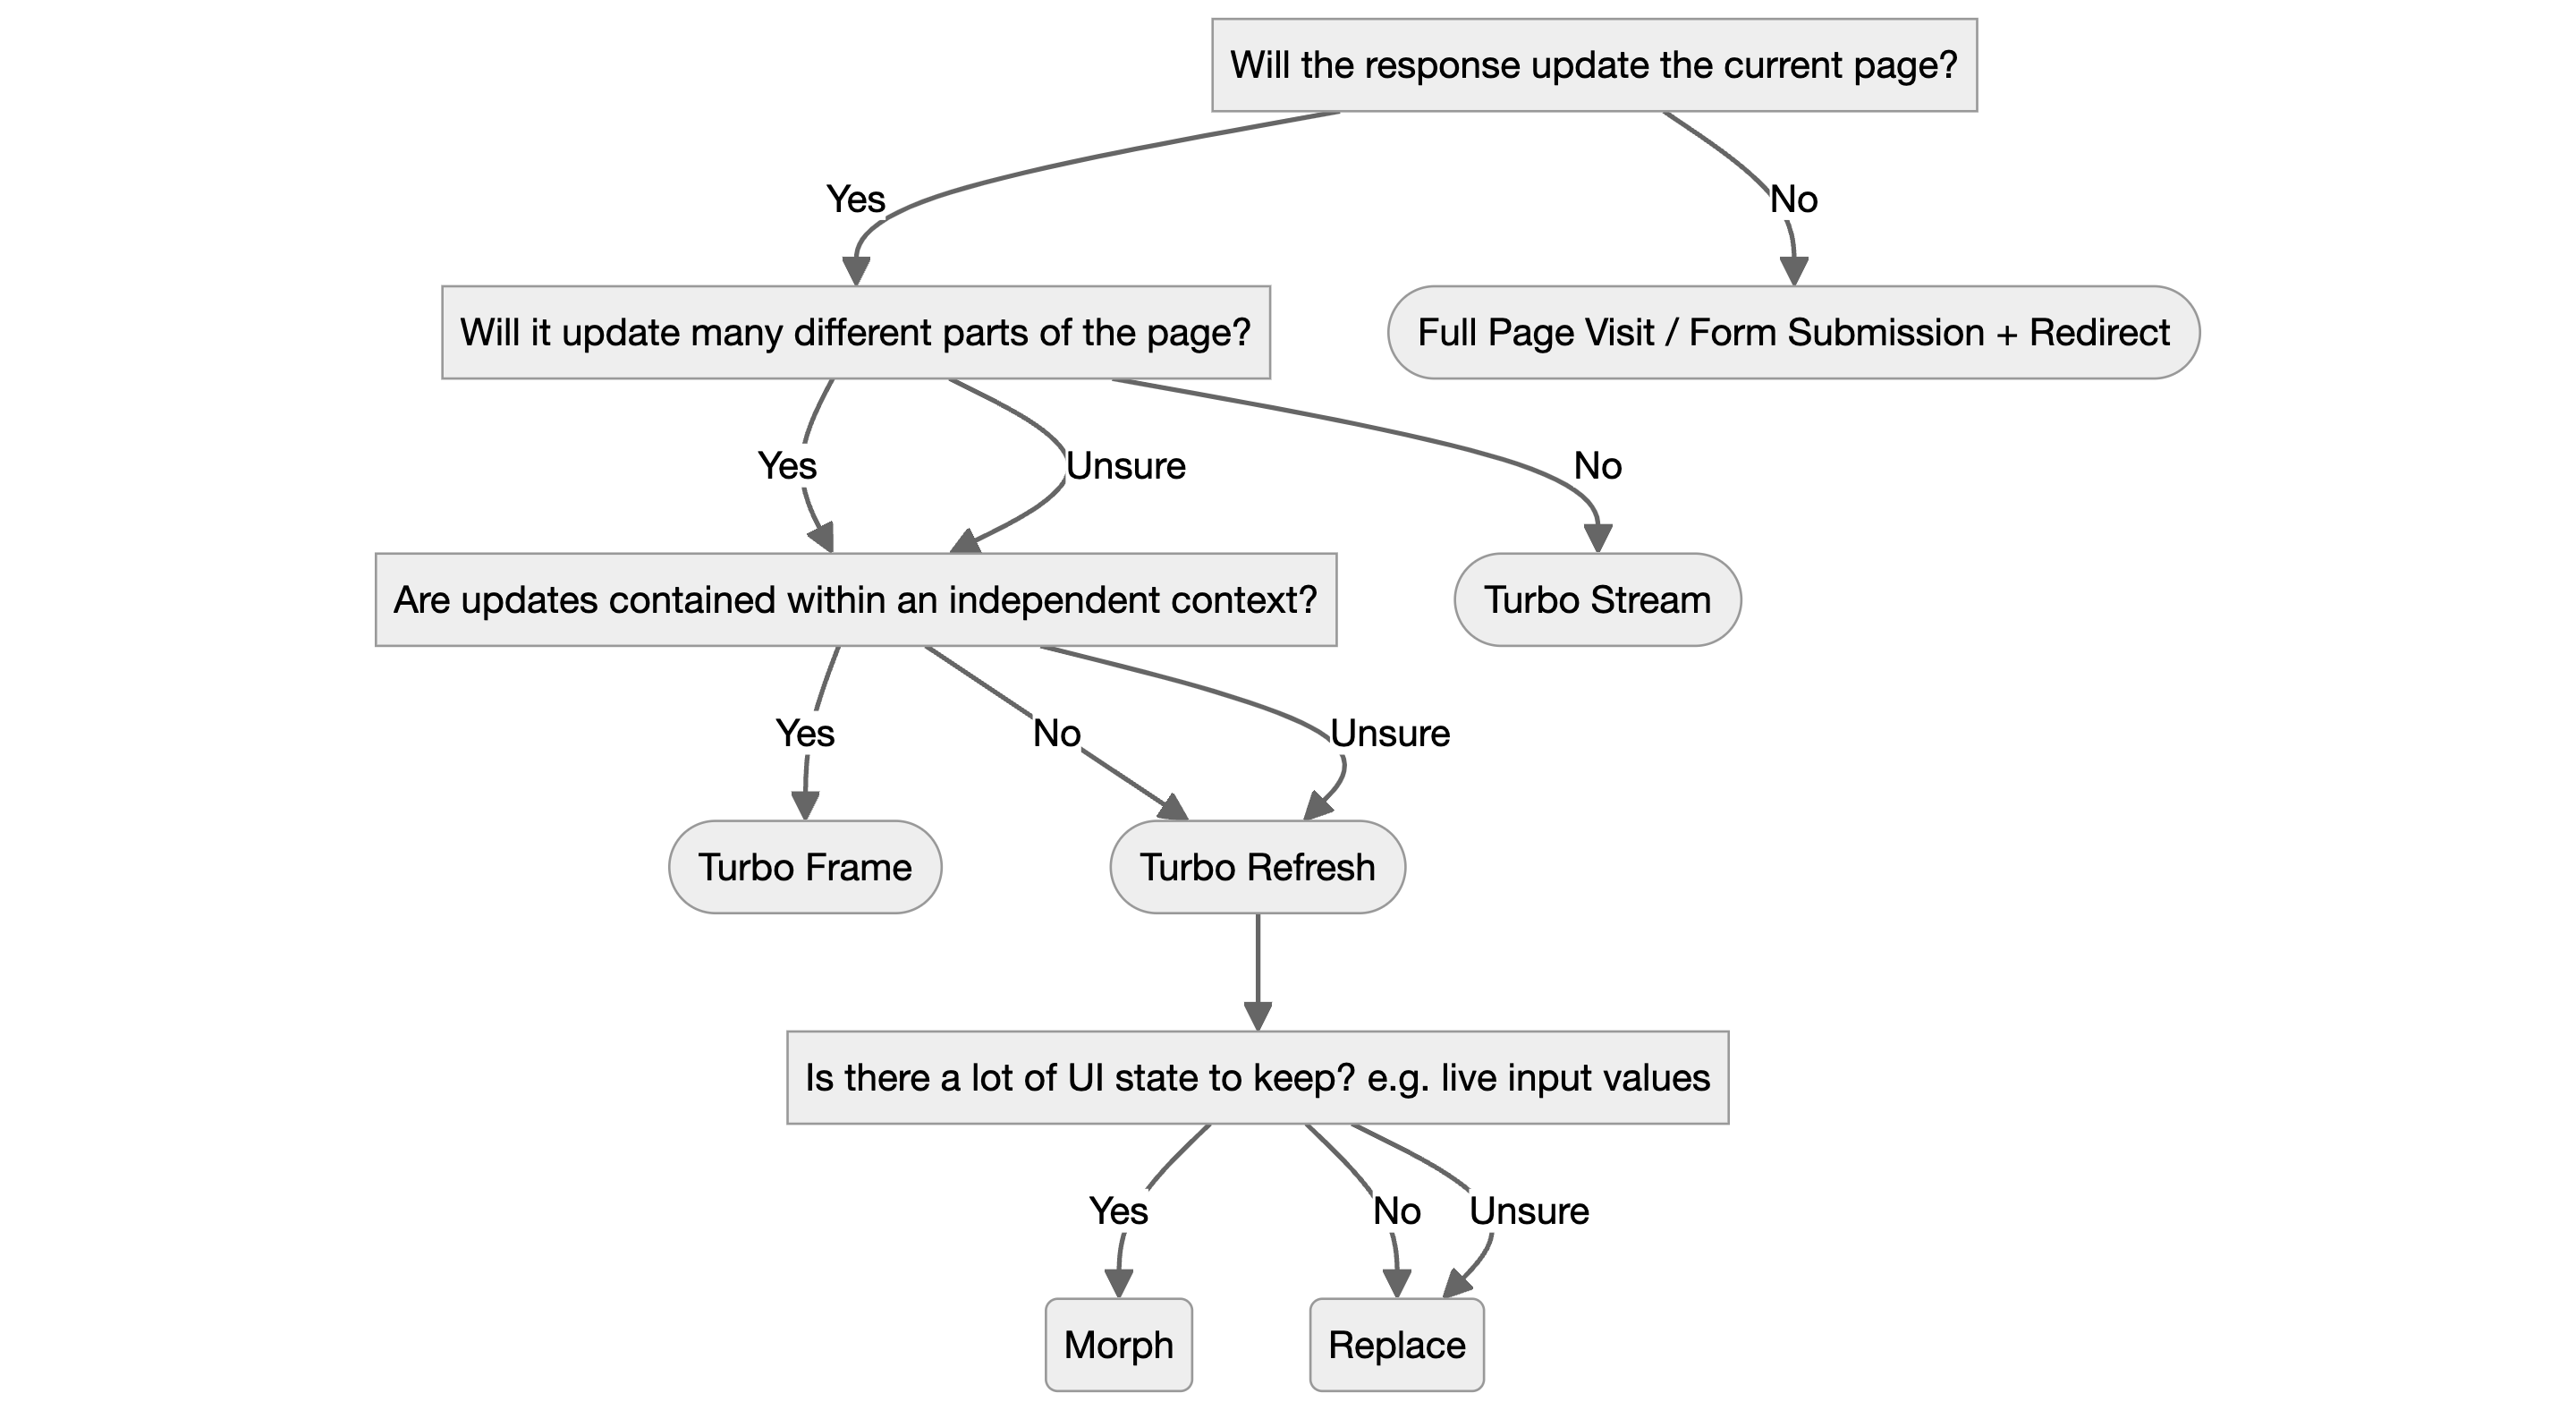 Will the response update the current page?
Yes
No
Will it update many different parts of the page?
Full Page Visit / Form Submission + Redirect
Yes
Unsure
No
Are updates contained within an independent context?
Turbo Stream
Yes
No
Unsure
Turbo Frame
Turbo Refresh
Is there a lot of UI state to keep? e.g. live input values
Yes
No
Unsure
Morph
Replace